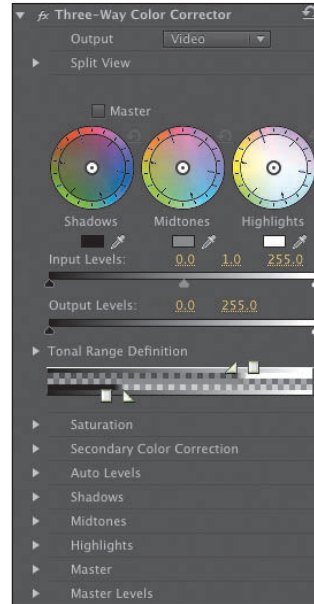 fx Three-Way Color Corrector
Output Video
Split View
Master
Shadows Midtones Highlights
Input Levels: 0.0 1.0 255.0
Output Levels: 0.0 255.0
Tonal Range Definition
Saturation
Secondary Color Correction
Auto Levels
Shadows
Midtones
Highlights
Master
Master Levels